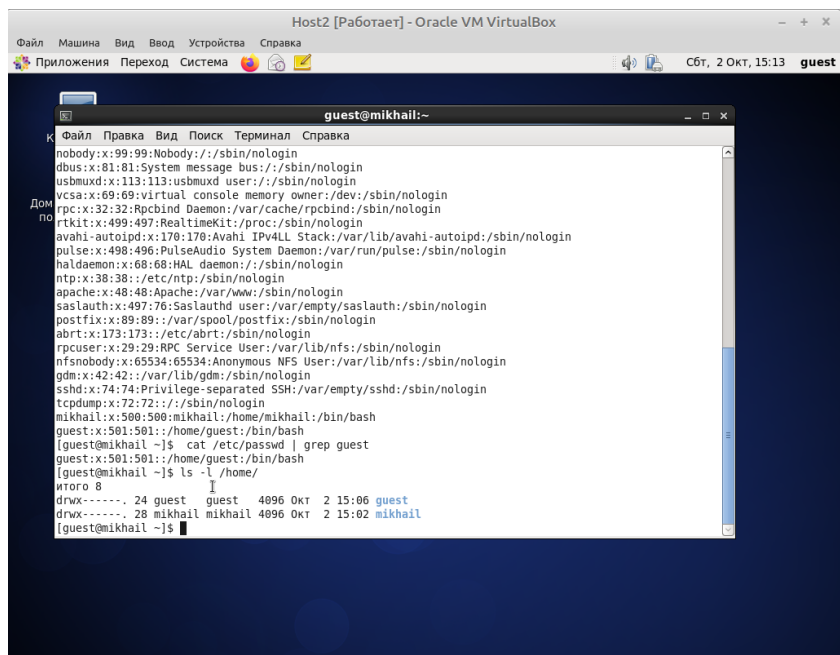 Host2 [Работает] - Oracle VM VirtualBox
Файл Машина Вид Ввод Устройства Справка
Приложения Переход Система Сбт, 2 Окт, 15:13 guest
guest@mikhail:~
К Файл Правка Вид Поиск Терминал Справка
nobody:x:99:99:Nobody:/:/sbin/nologin
dbus:x:81:81:System message bus:/:/sbin/nologin
usbmuxd:x:113:113:usbmuxd user:/:/sbin/nologin
vcsa:x:69:69:virtual console memory owner:/dev:/sbin/nologin
Дом
rpc:x:32:32:Rpcbind Daemon:/var/cache/rpcbind:/sbin/nologin
по
rtkit:x:499:497:RealtimeKit:/proc:/sbin/nologin
avahi-autoipd:x:170:170:Avahi IPv4LL Stack:/var/lib/avahi-autoipd:/sbin/nologin
pulse:x:498:496:PulseAudio System Daemon:/var/run/pulse:/sbin/nologin
haldaemon:x:68:68:HAL daemon:/:/sbin/nologin
ntp:x:38:38::/etc/ntp:/sbin/nologin
apache:x:48:48:Apache:/var/www:/sbin/nologin
saslauth:x:497:76:Saslauthd user:/var/empty/saslauth:/sbin/nologin
postfix:x:89:89::/var/spool/postfix:/sbin/nologin
abrt:x:173:173::/etc/abrt:/sbin/nologin
rpcuser:x:29:29:RPC Service User:/var/lib/nfs:/sbin/nologin
nfsnobody:x:65534:65534:Anonymous NFS User:/var/lib/nfs:/sbin/nologin
gdm:x:42:42::/var/lib/gdm:/sbin/nologin
sshd:x:74:74:Privilege-separated SSH:/var/empty/sshd:/sbin/nologin
tcpdump:x:72:72::/:/sbin/nologin
mikhail:x:500:500:mikhail:/home/mikhail:/bin/bash
guest:x:501:501::/home/guest:/bin/bash
[guest@mikhail ~]$  cat /etc/passwd | grep guest
guest:x:501:501::/home/guest:/bin/bash
[guest@mikhail ~]$ ls -l /home/
итого 8
drwx------. 24 guest   guest   4096 Окт  2 15:06 guest
drwx------. 28 mikhail mikhail 4096 Окт  2 15:02 mikhail
[guest@mikhail ~]$